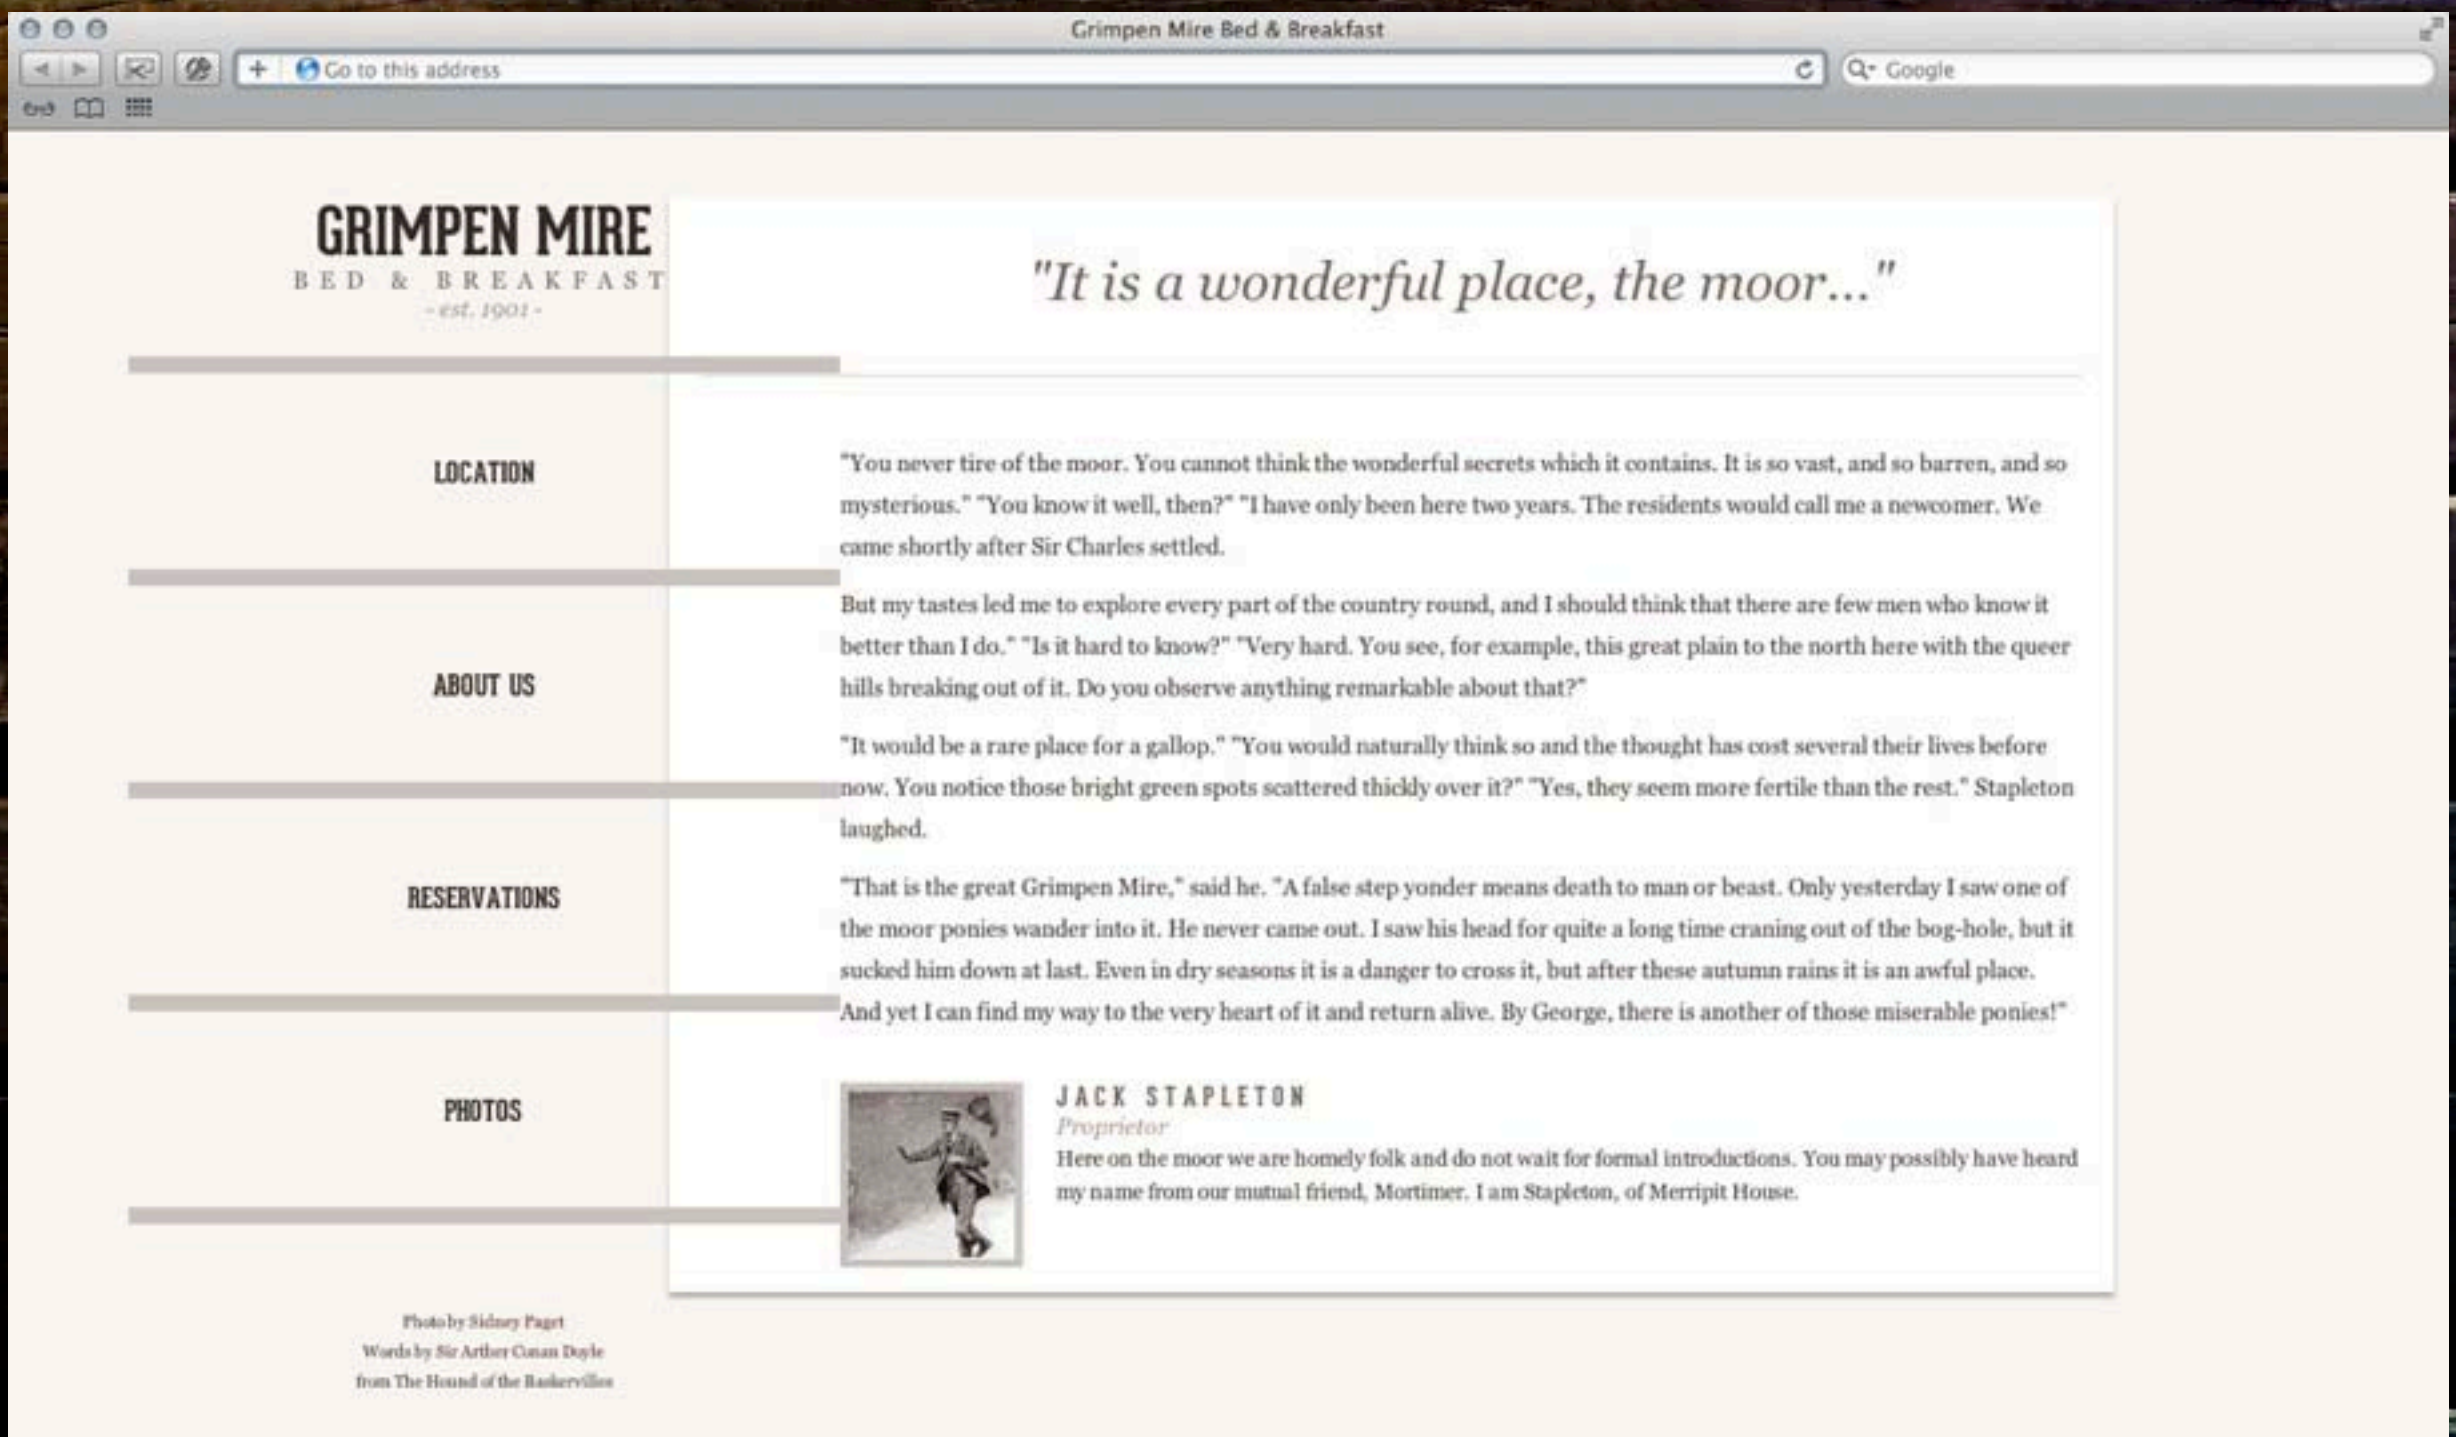 Grimpen Mire Bed & Breakfast
Go to this address
Google
GRIMPEN MIRE
BED & BREAKFAST
- est. 1901 -
LOCATION
ABOUT US
RESERVATIONS
PHOTOS
Photo by Sidney Paget
Words by Sir Arther Conan Doyle
from The Hound of the Baskervilles
"It is a wonderful place, the moor..."
"You never tire of the moor. You cannot think the wonderful secrets which it contains. It is so vast, and so barren, and so
mysterious." "You know it well, then?" "I have only been here two years. The residents would call me a newcomer. We
came shortly after Sir Charles settled.
But my tastes led me to explore every part of the country round, and I should think that there are few men who know it
better than I do." "Is it hard to know?" "Very hard. You see, for example, this great plain to the north here with the queer
hills breaking out of it. Do you observe anything remarkable about that?"
"It would be a rare place for a gallop." "You would naturally think so and the thought has cost several their lives before
now. You notice those bright green spots scattered thickly over it?" "Yes, they seem more fertile than the rest." Stapleton
laughed.
"That is the great Grimpen Mire," said he. "A false step yonder means death to man or beast. Only yesterday I saw one of
the moor ponies wander into it. He never came out. I saw his head for quite a long time craning out of the bog-hole, but it
sucked him down at last. Even in dry seasons it is a danger to cross it, but after these autumn rains it is an awful place.
And yet I can find my way to the very heart of it and return alive. By George, there is another of those miserable ponies!"
JACK STAPLETON
Proprietor
Here on the moor we are homely folk and do not wait for formal introductions. You may possibly have heard
my name from our mutual friend, Mortimer. I am Stapleton, of Merripit House.